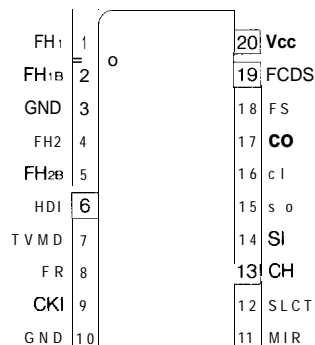 FH1 1 20 Vcc
FH1B 2 19 FCDS
GND 3 18 FS
FH2 4 17 CO
FH2B 5 16 cl
HDI 6 15 so
TVMD 7 14 SI
FR 8 13 CH
CKI 9 12 SLCT
GND 10 11 MIR